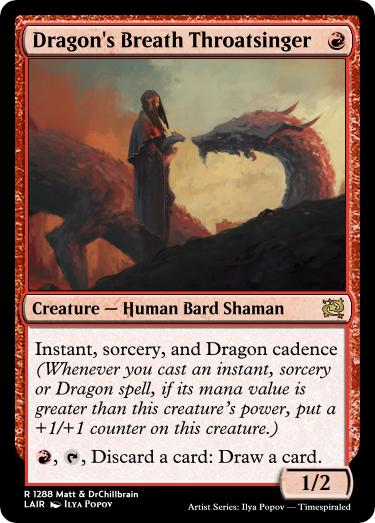 Dragon's Breath Throatsinger
Creature — Human Bard Shaman
Instant, sorcery, and Dragon cadence
(Whenever you cast an instant, sorcery
or Dragon spell, if its mana value is
greater than this creature's power, put a
+1/+1 counter on this creature.)
, , Discard a card: Draw a card.
1/2
R 1288 Matt & DrChillbrain
LAIR ILYA POPOV
Artist Series: Ilya Popov — Timespiraled